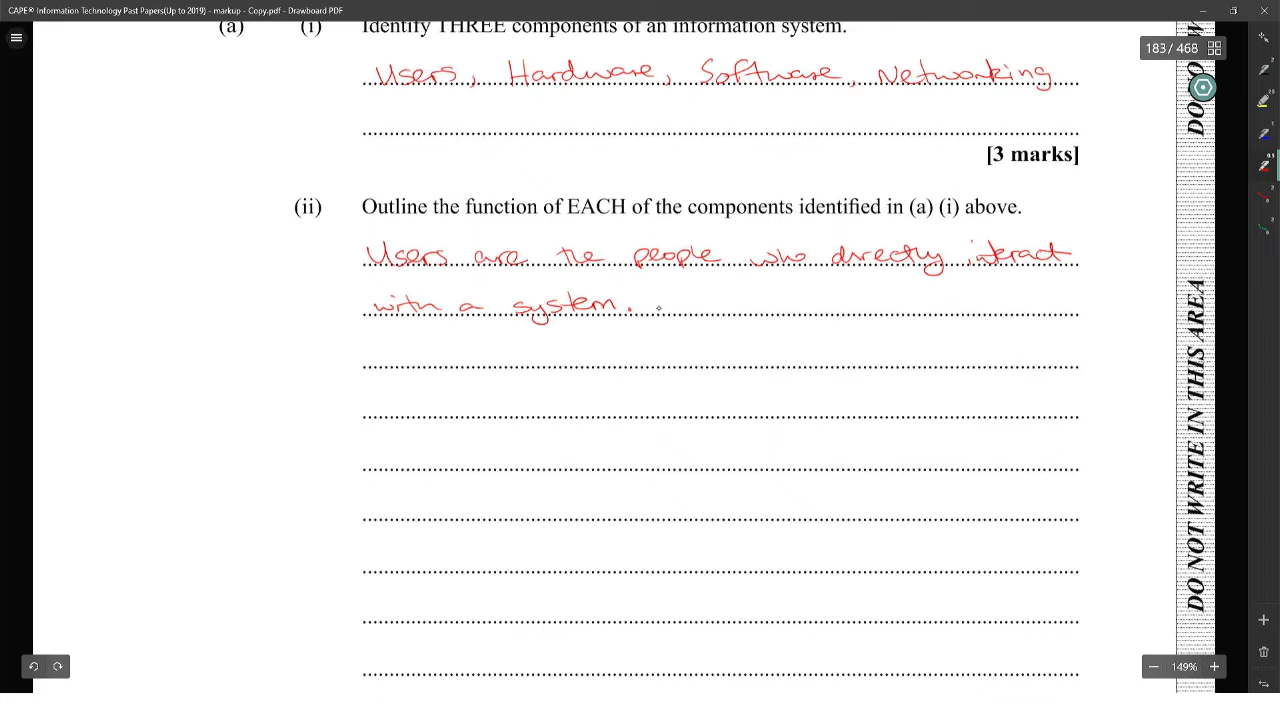 CAPE® Information Technology Past Papers(Up to 2019) - markup - Copy.pdf - Drawboard PDF
183 / 468
(a) (i) Identify THREE components of an information system.
Users, Hardware, Software, Networking
[3 marks]
(ii) Outline the function of EACH of the components identified in (a) (i) above.
Users are the people who directly interact
with a system.
DO NOT WRITE IN THIS AREA
DO NO
149%